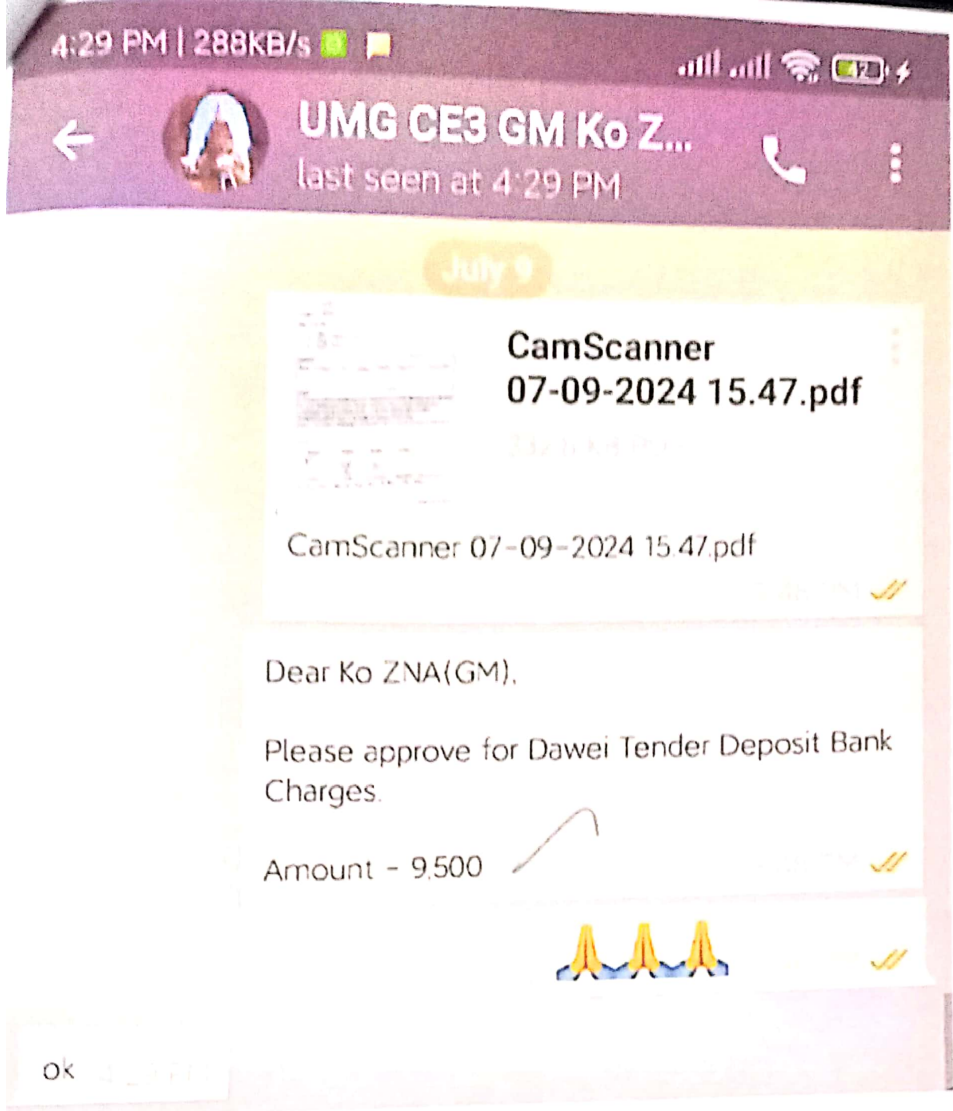 4:29 PM | 288KB/s
42
UMG CE3 GM Ko Z...
last seen at 4:29 PM
July 9
CamScanner
07-09-2024 15.47.pdf
CamScanner 07-09-2024 15.47.pdf
Dear Ko ZNA(GM),
Please approve for Dawei Tender Deposit Bank
Charges.
Amount - 9,500
ok